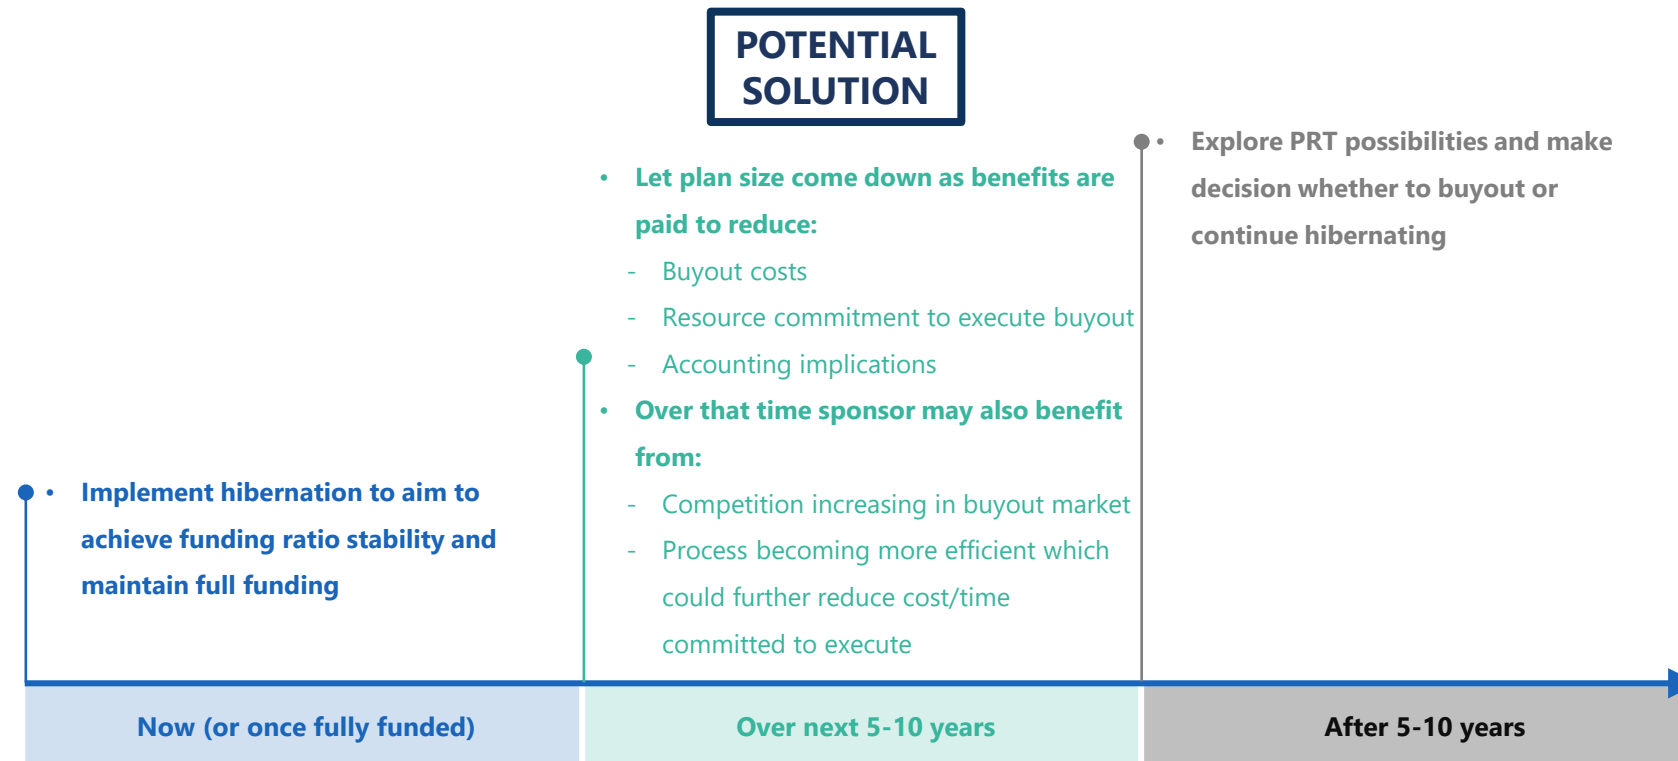 POTENTIAL
SOLUTION
• Implement hibernation to aim to
achieve funding ratio stability and
maintain full funding
• Let plan size come down as benefits are
paid to reduce:
- Buyout costs
- Resource commitment to execute buyout
- Accounting implications
• Over that time sponsor may also benefit
from:
- Competition increasing in buyout market
- Process becoming more efficient which
could further reduce cost/time
committed to execute
• Explore PRT possibilities and make
decision whether to buyout or
continue hibernating
Now (or once fully funded)
Over next 5-10 years
After 5-10 years